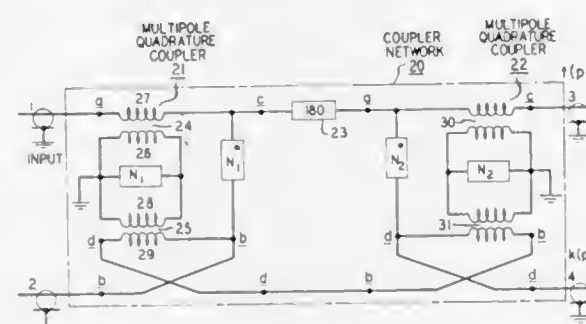 MULTIPOLE QUADRATURE COUPLER 21
COUPLER NETWORK 20
MULTIPOLE QUADRATURE COUPLER 22
t(p
1 a 27 c 180 a c 3
24 23 30
INPUT
26 N₁ N₁* N₂* N₂
28
25 31
d 29 b d b
k(p
2 b d b d 4